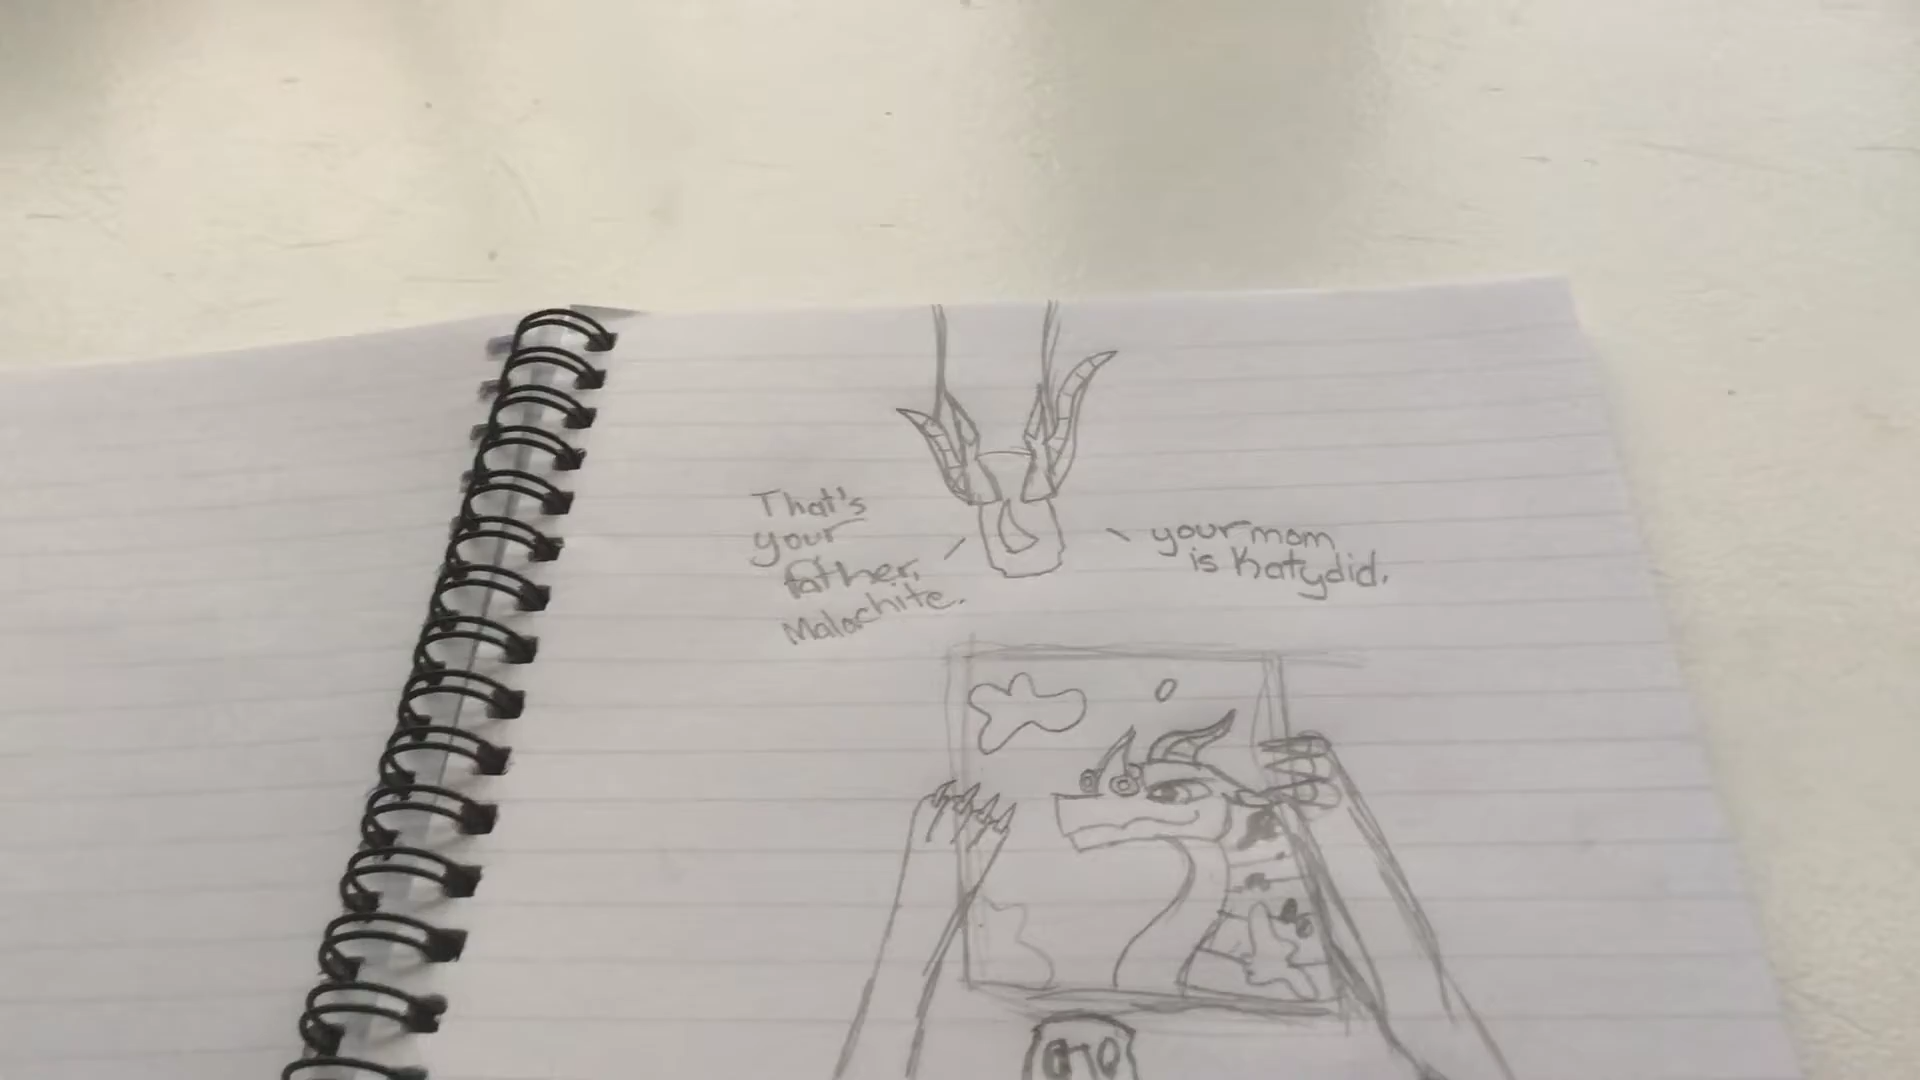 That's
your
father,
Malachite.
your mom
is Katydid.